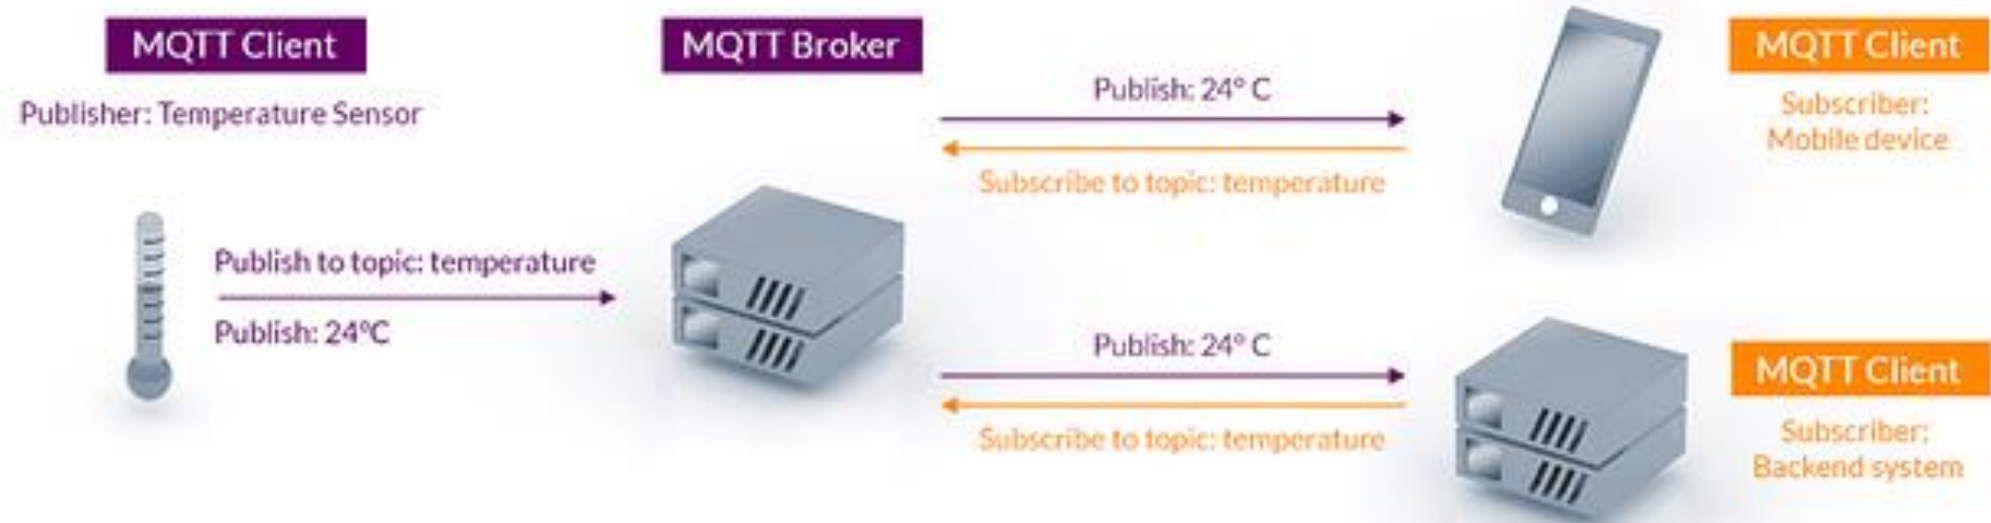 MQTT Client
Publisher: Temperature Sensor
Publish to topic: temperature
Publish: 24°C
MQTT Broker
Publish: 24° C
Subscribe to topic: temperature
MQTT Client
Subscriber:
Mobile device
Publish: 24° C
Subscribe to topic: temperature
MQTT Client
Subscriber:
Backend system